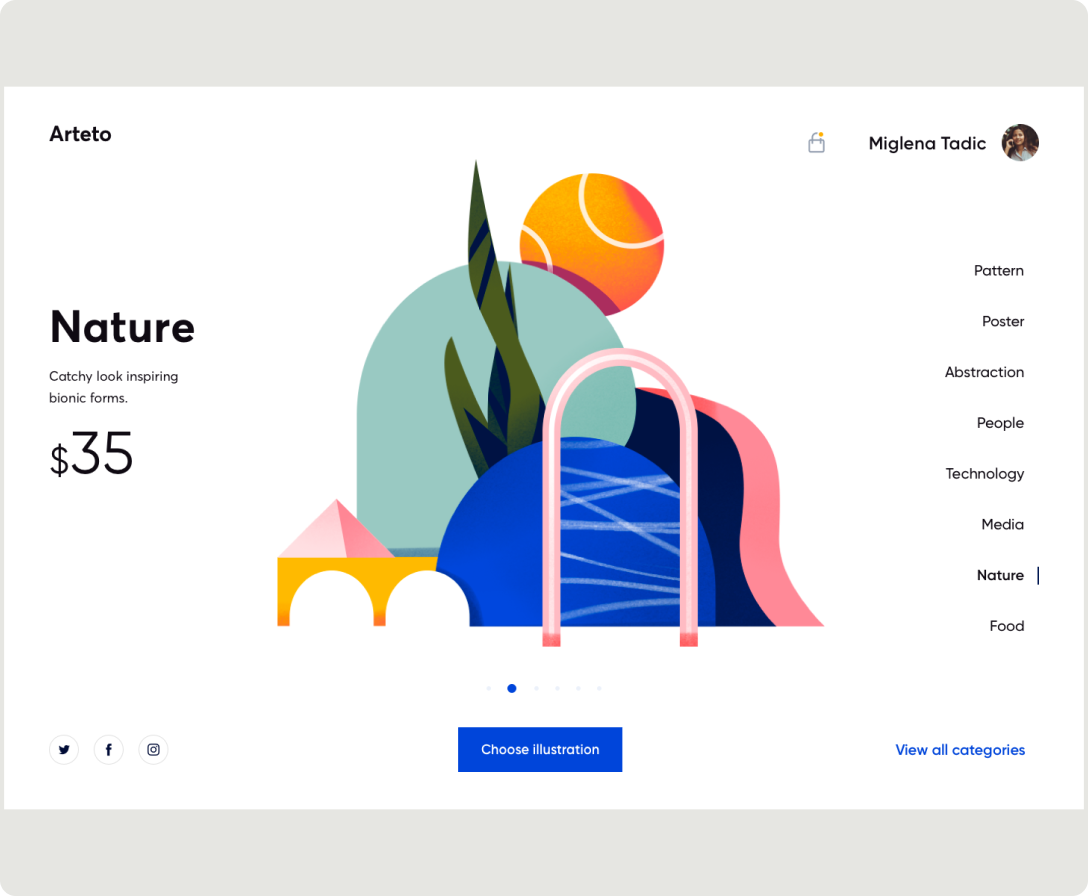 Arteto
Miglena Tadic
Nature
Catchy look inspiring
bionic forms.
$35
Pattern
Poster
Abstraction
People
Technology
Media
Nature
Food
Choose illustration
View all categories